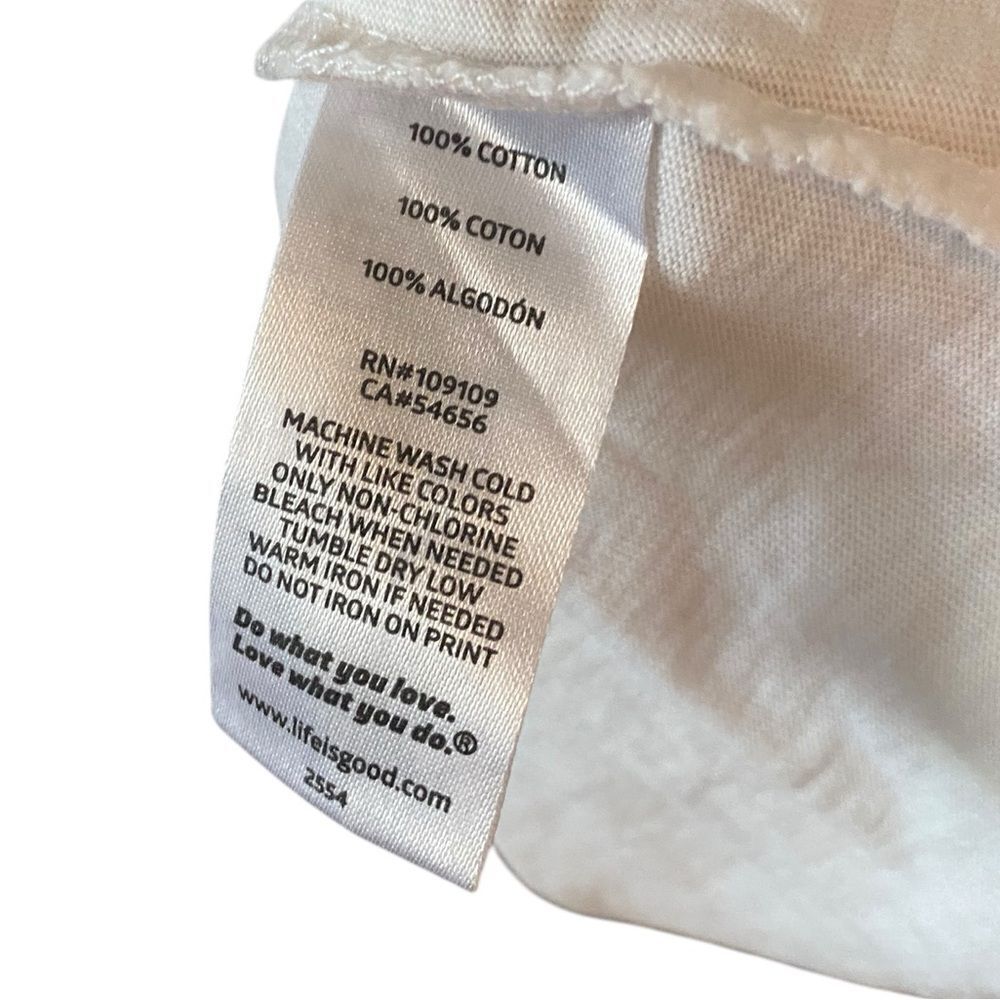 100% COTTON
100% COTON
100% ALGODÓN
RN#109109
CA#54656
MACHINE WASH COLD
WITH LIKE COLORS
ONLY NON-CHLORINE
BLEACH WHEN NEEDED
TUMBLE DRY LOW
WARM IRON IF NEEDED
DO NOT IRON ON PRINT
Do what you love.
Love what you do.®
www.lifeisgood.com
2554